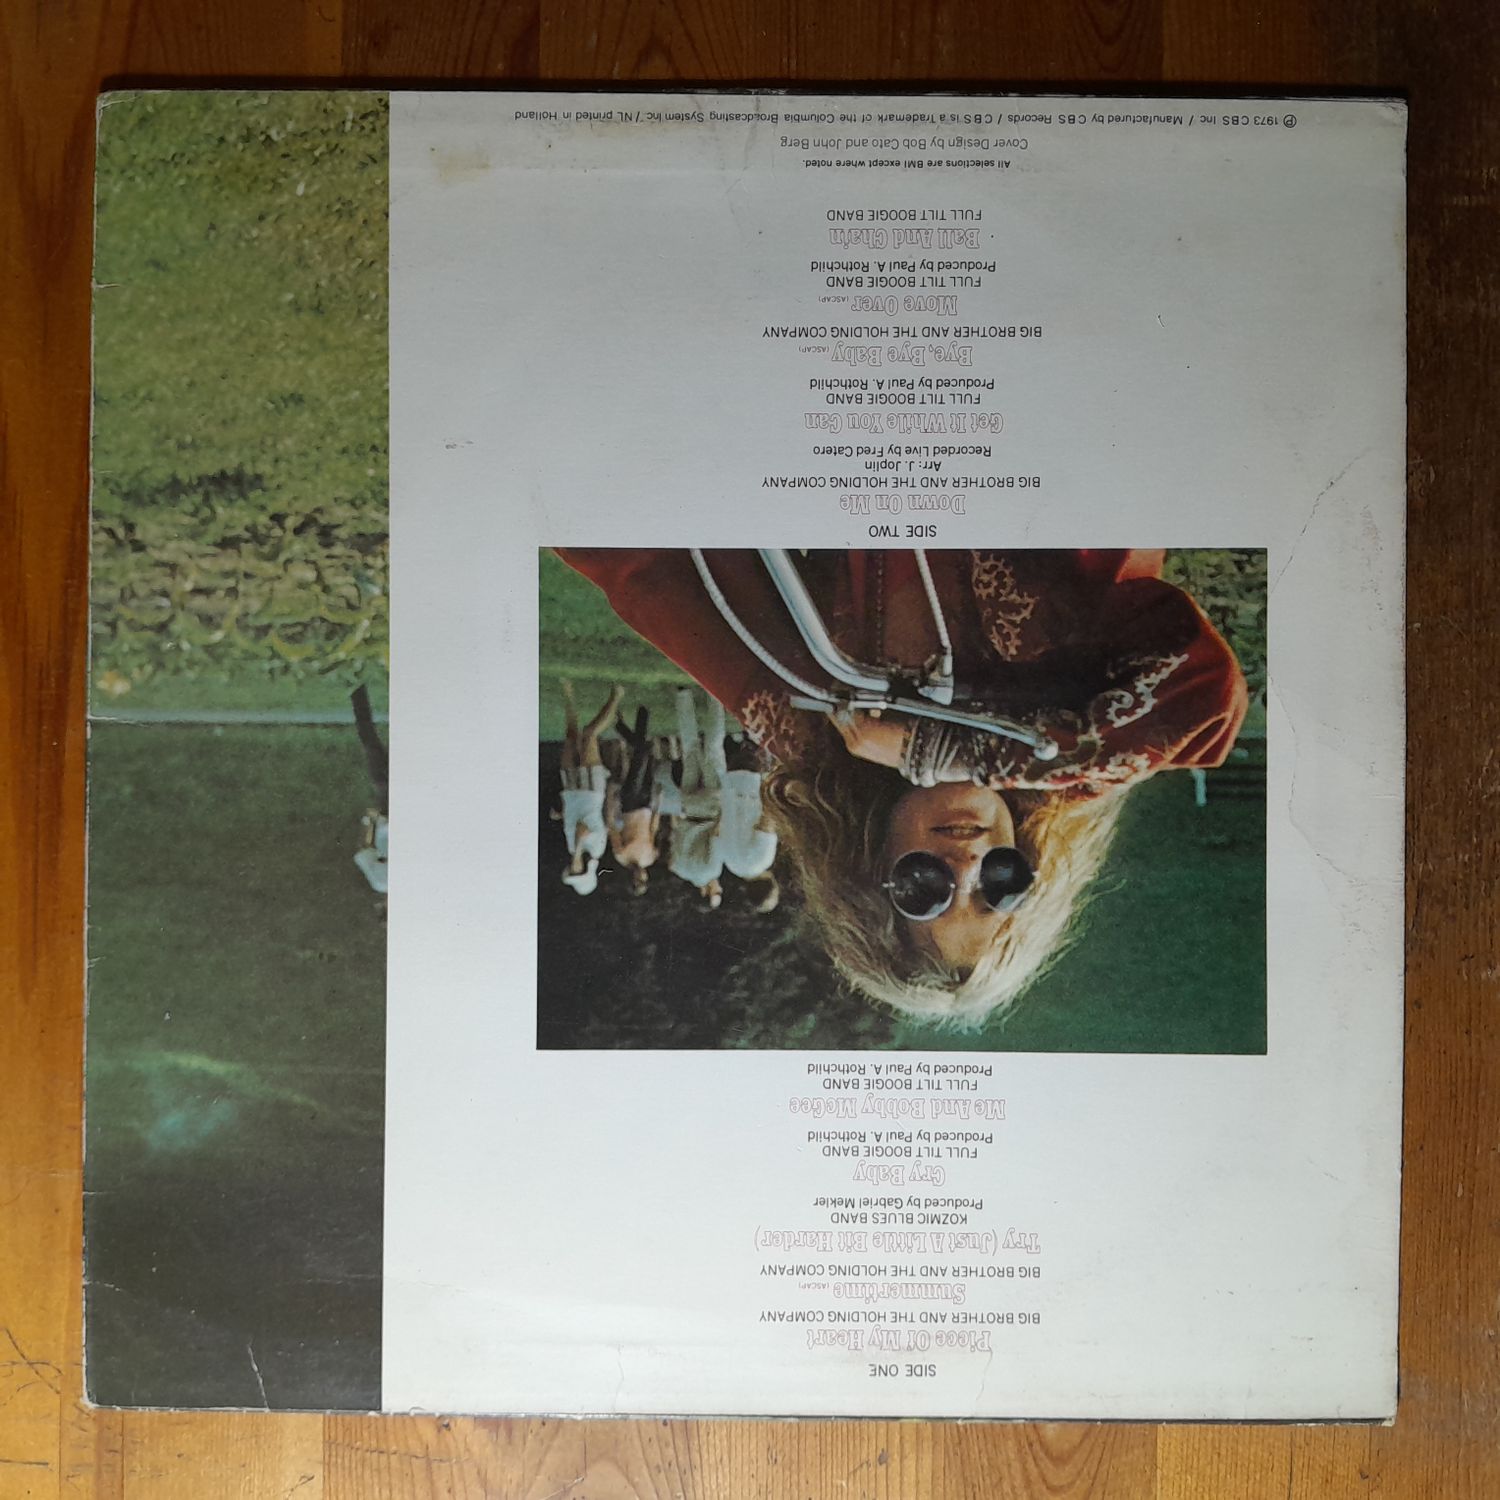 SIDE ONE
Piece Of My Heart
BIG BROTHER AND THE HOLDING COMPANY
Summertime (ASCAP)
BIG BROTHER AND THE HOLDING COMPANY
Try (Just A Little Bit Harder)
KOZMIC BLUES BAND
Produced by Gabriel Mekler
Cry Baby
FULL TILT BOOGIE BAND
Produced by Paul A. Rothchild
Me And Bobby McGee
FULL TILT BOOGIE BAND
Produced by Paul A. Rothchild
SIDE TWO
Down On Me
BIG BROTHER AND THE HOLDING COMPANY
Arr: J. Joplin
Recorded Live by Fred Catero
Get It While You Can
FULL TILT BOOGIE BAND
Produced by Paul A. Rothchild
Bye, Bye Baby (ASCAP)
BIG BROTHER AND THE HOLDING COMPANY
Move Over (ASCAP)
FULL TILT BOOGIE BAND
Produced by Paul A. Rothchild
Ball And Chain
FULL TILT BOOGIE BAND
All selections are BMI except where noted.
Cover Design by Bob Cato and John Berg
℗ 1973 CBS Inc / Manufactured by CBS Records / CBS is a Trademark of the Columbia Broadcasting System Inc / NL printed in Holland